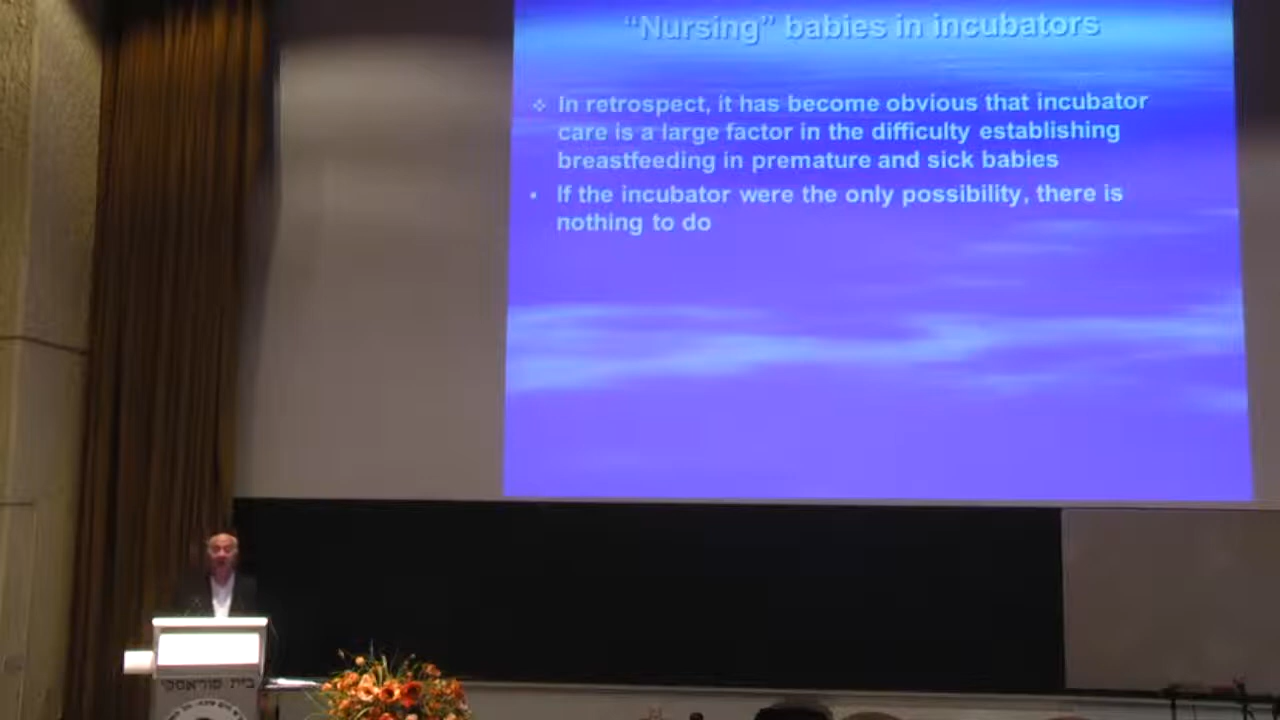 “Nursing” babies in incubators
In retrospect, it has become obvious that incubator
care is a large factor in the difficulty establishing
breastfeeding in premature and sick babies
If the incubator were the only possibility, there is
nothing to do
בית סוראסקי